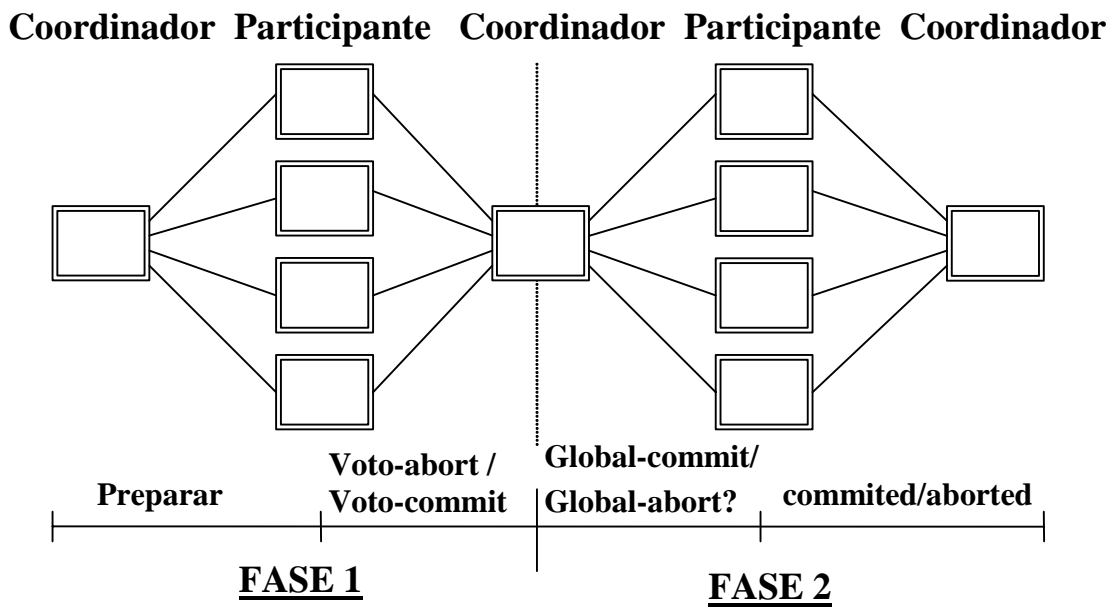 Coordinador Participante Coordinador Participante Coordinador
Voto-abort /
Voto-commit
Global-commit/
Global-abort?
Preparar
commited/aborted
FASE 1
FASE 2